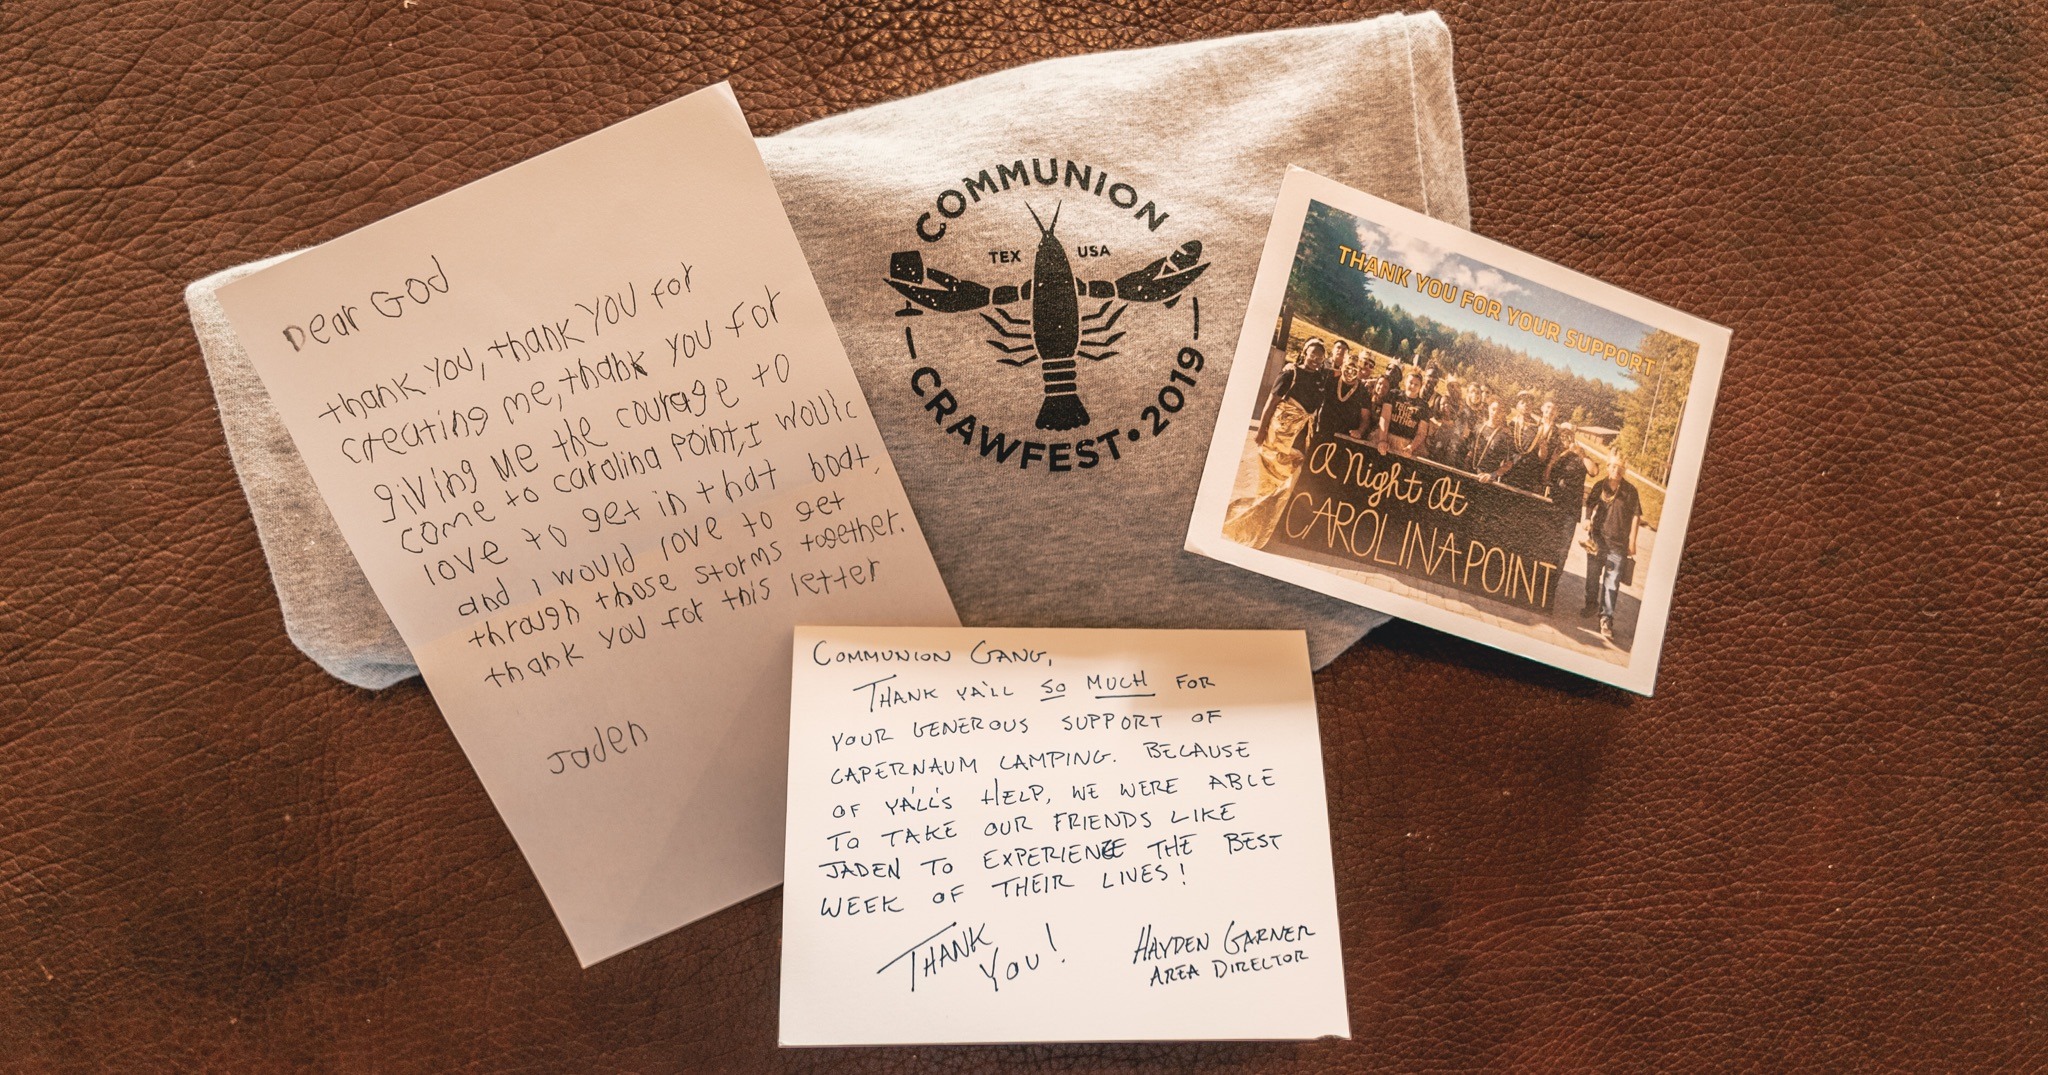 Dear God
thank you, thank you for
creating me, thank you for
giving me the courage to
come to carolina point, I would
love to get in that boat,
and i would love to get
through those storms together.
thank you for this letter
Jaden
COMMUNION
TEX USA
CRAWFEST • 2019
THANK YOU FOR YOUR SUPPORT
A Night At
CAROLINA POINT
COMMUNION GANG,
THANK YA'LL SO MUCH FOR
YOUR GENEROUS SUPPORT OF
CAPERNAUM CAMPING. BECAUSE
OF YA'LL'S HELP, WE WERE ABLE
TO TAKE OUR FRIENDS LIKE
JADEN TO EXPERIENCE THE BEST
WEEK OF THEIR LIVES!
THANK
YOU!
HAYDEN GARNER
AREA DIRECTOR